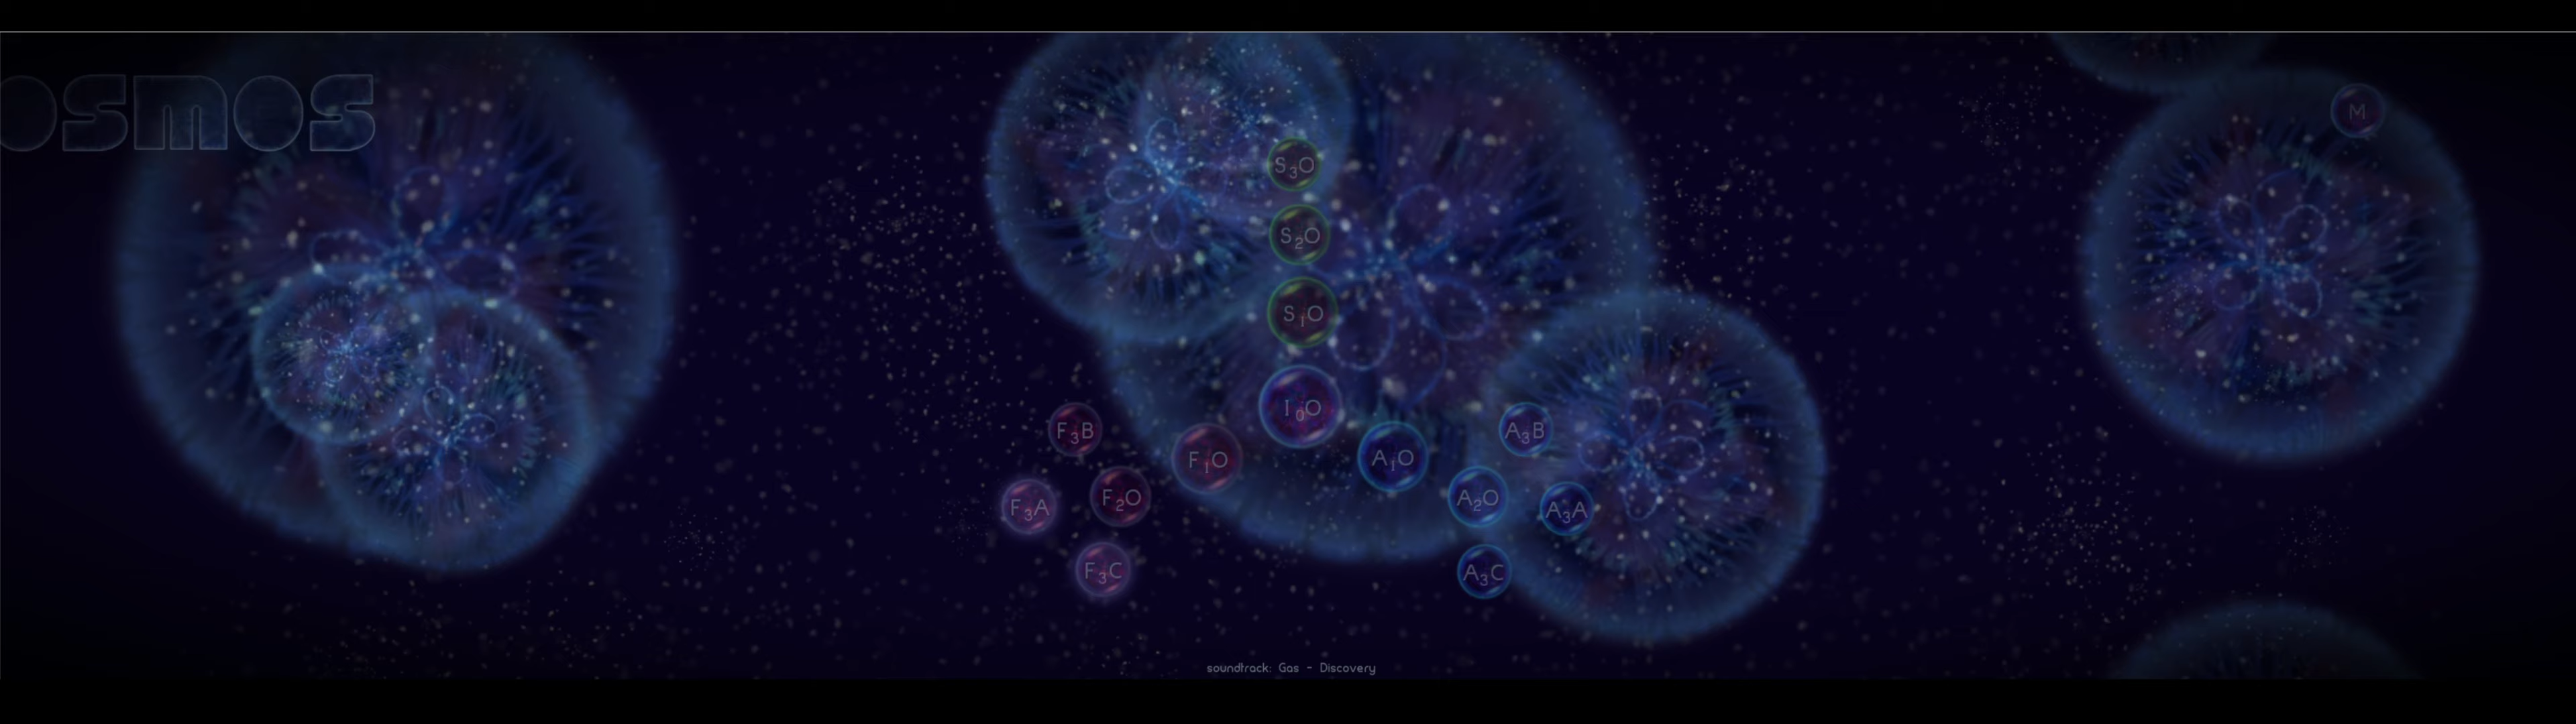 OSMOS
M
S3O
S2O
S1O
I0O
F3B
A3B
F1O
A1O
F2O
A2O
F3A
A3A
F3C
A3C
soundtrack: Gas - Discovery